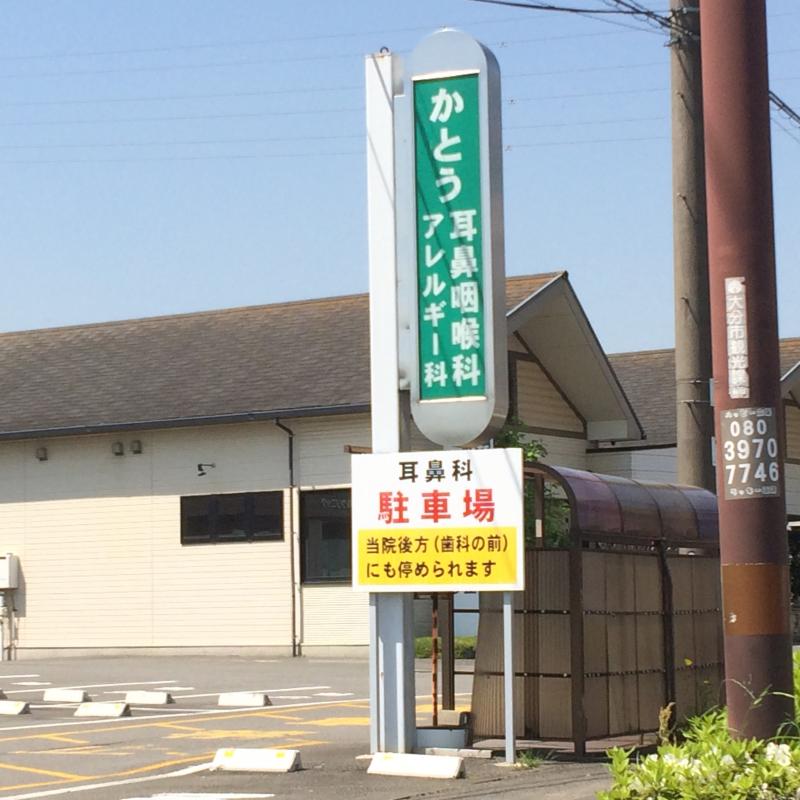 かとう
耳鼻咽喉科
アレルギー科
耳鼻科
駐車場
当院後方(歯科の前)
にも停められます
大分市観光
080
3970
7746